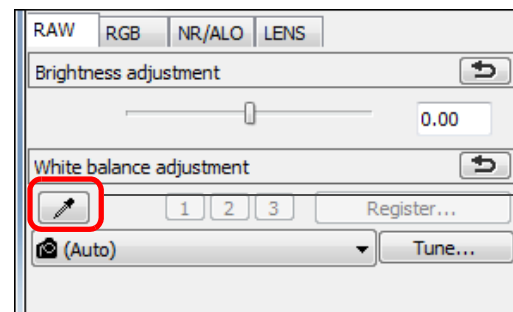 RAW RGB NR/ALO LENS
Brightness adjustment
0.00
White balance adjustment
1 2 3 Register...
(Auto) Tune...